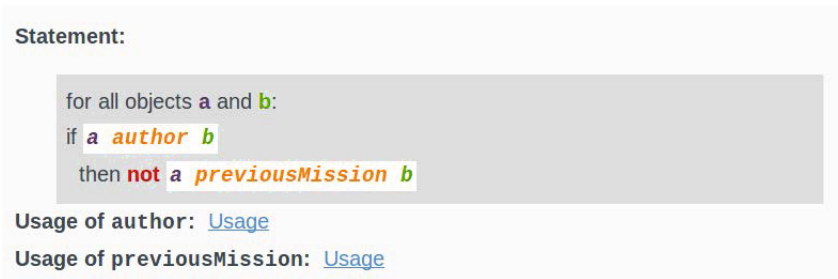 Statement:
for all objects a and b:
if a author b
then not a previousMission b
Usage of author: Usage
Usage of previousMission: Usage